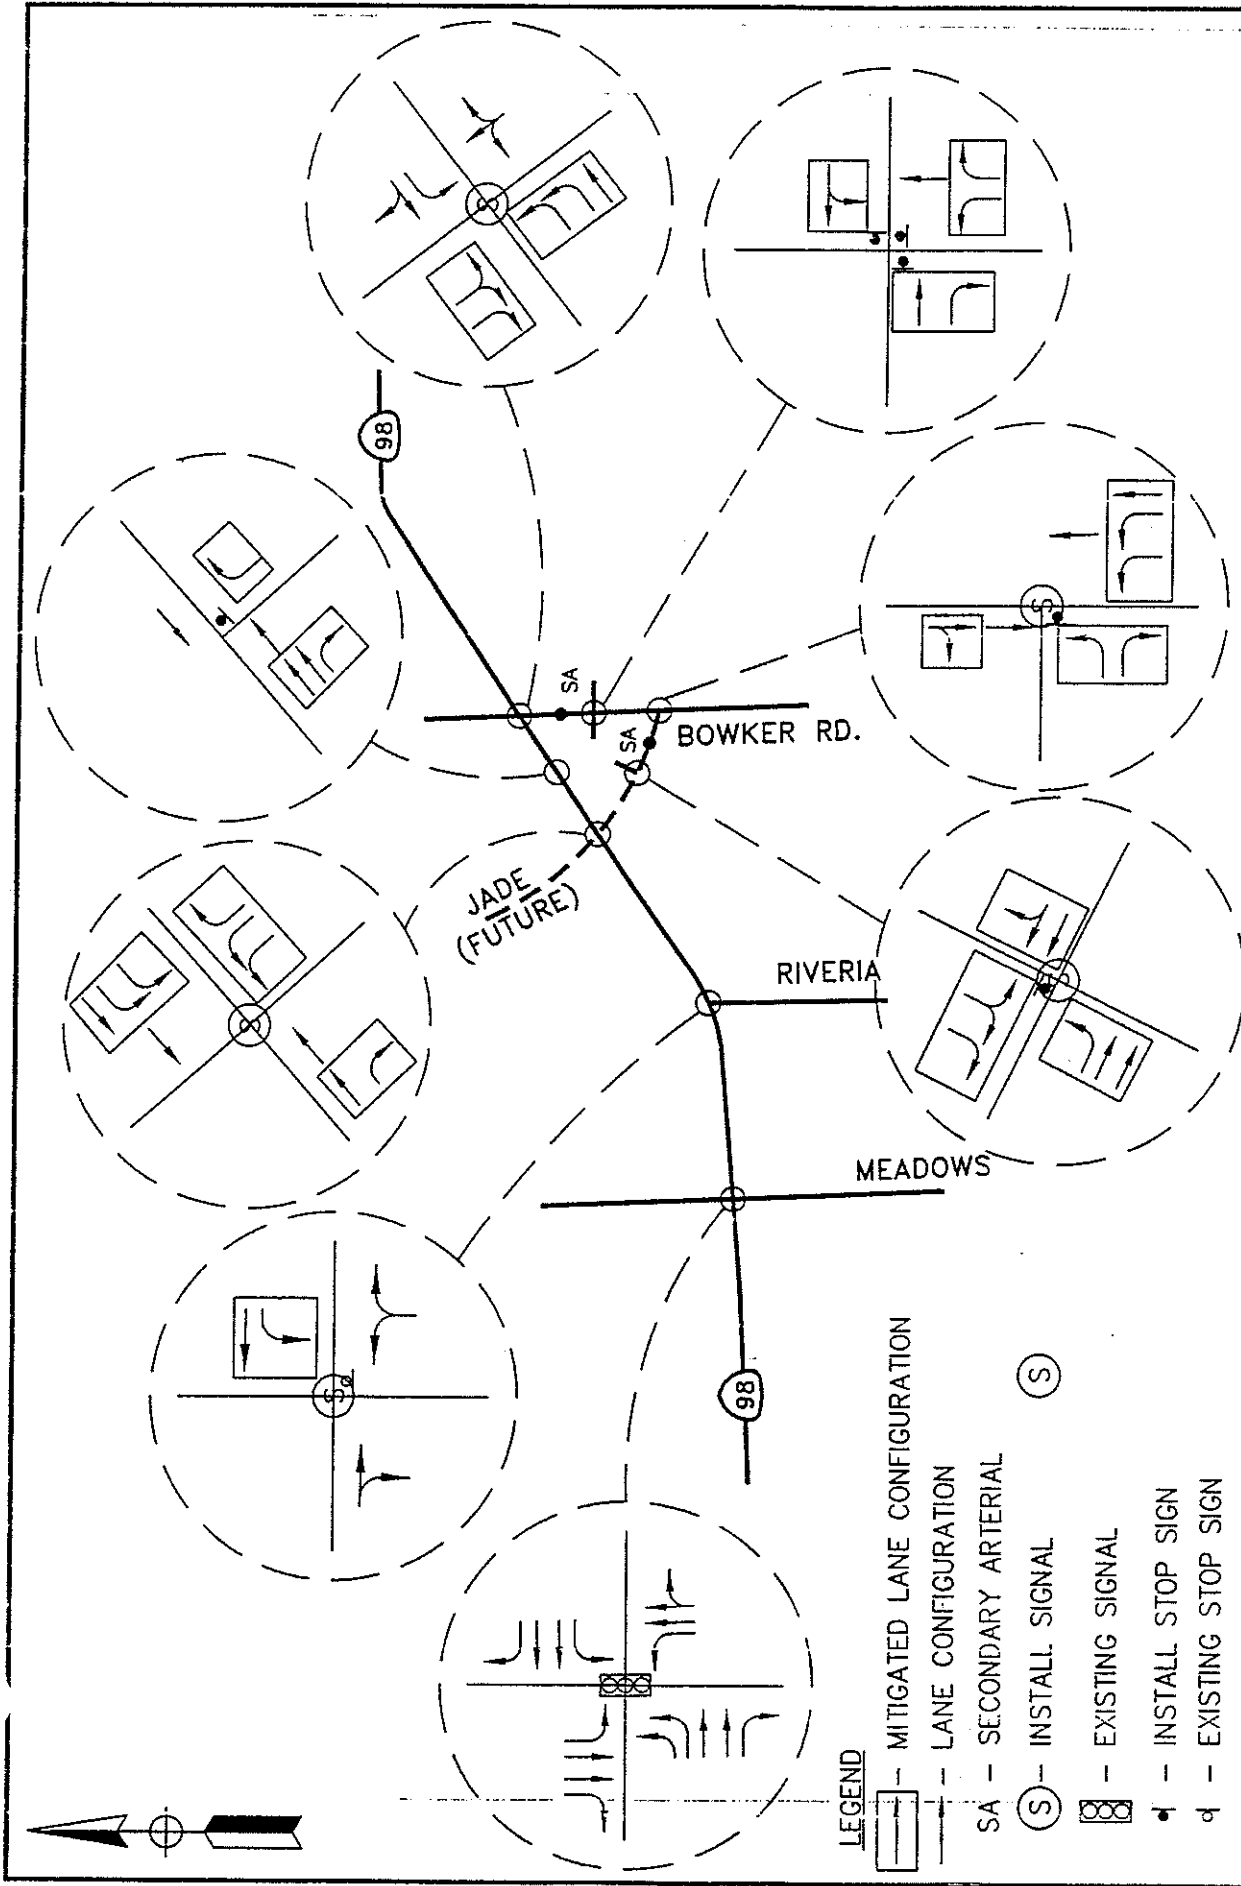 98
SA
SA
BOWKER RD.
JADE
(FUTURE)
RIVERIA
MEADOWS
98
S
S
S
S
S
S
LEGEND
— MITIGATED LANE CONFIGURATION
— LANE CONFIGURATION
SA — SECONDARY ARTERIAL
S — INSTALL SIGNAL
S
— EXISTING SIGNAL
— INSTALL STOP SIGN
— EXISTING STOP SIGN